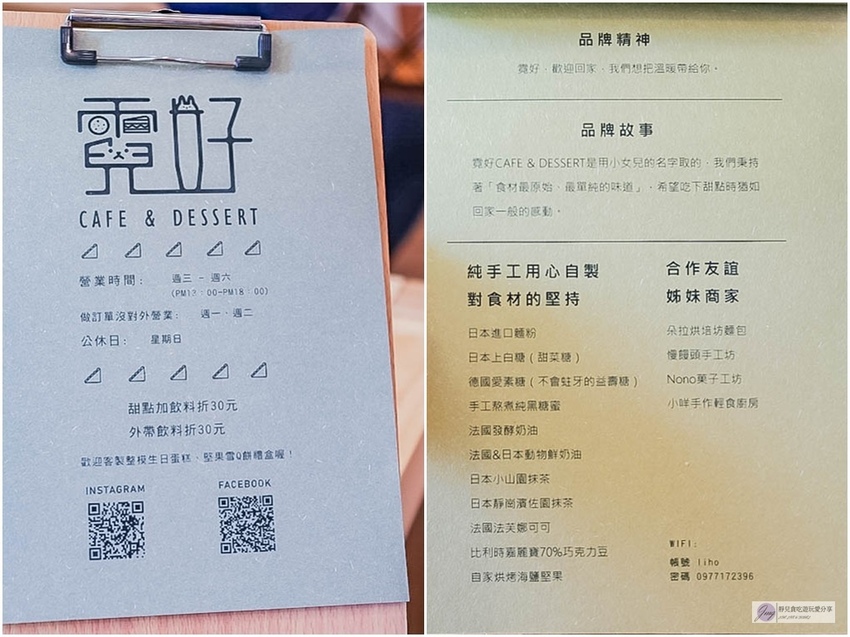 霓好
CAFE & DESSERT
營業時間： 週三 - 週六
(PM13：00-PM18：00)
做訂單沒對外營業： 週一、週二
公休日： 星期日
甜點加飲料折30元
外帶飲料折30元
歡迎客製整模生日蛋糕、堅果雪Q餅禮盒喔！
INSTAGRAM
FACEBOOK
品牌精神
霓好，歡迎回家，我們想把溫暖帶給你。
品牌故事
霓好CAFE & DESSERT是用小女兒的名字取的，我們秉持
著「食材最原始、最單純的味道」，希望吃下甜點時猶如
回家一般的感動。
純手工用心自製
對食材的堅持
日本進口麵粉
日本上白糖（甜菜糖）
德國愛素糖（不會蛀牙的益壽糖）
手工熬煮純黑糖蜜
法國發酵奶油
法國&日本動物鮮奶油
日本小山園抹茶
日本靜崗濱佐園抹茶
法國法芙娜可可
比利時嘉麗寶70%巧克力豆
自家烘烤海鹽堅果
合作友誼
姊妹商家
朵拉烘培坊麵包
慢饅頭手工坊
Nono菓子工坊
小咩手作輕食廚房
WIFI:
帳號 liho
密碼 0977172396
靜兒貪吃遊玩愛分享